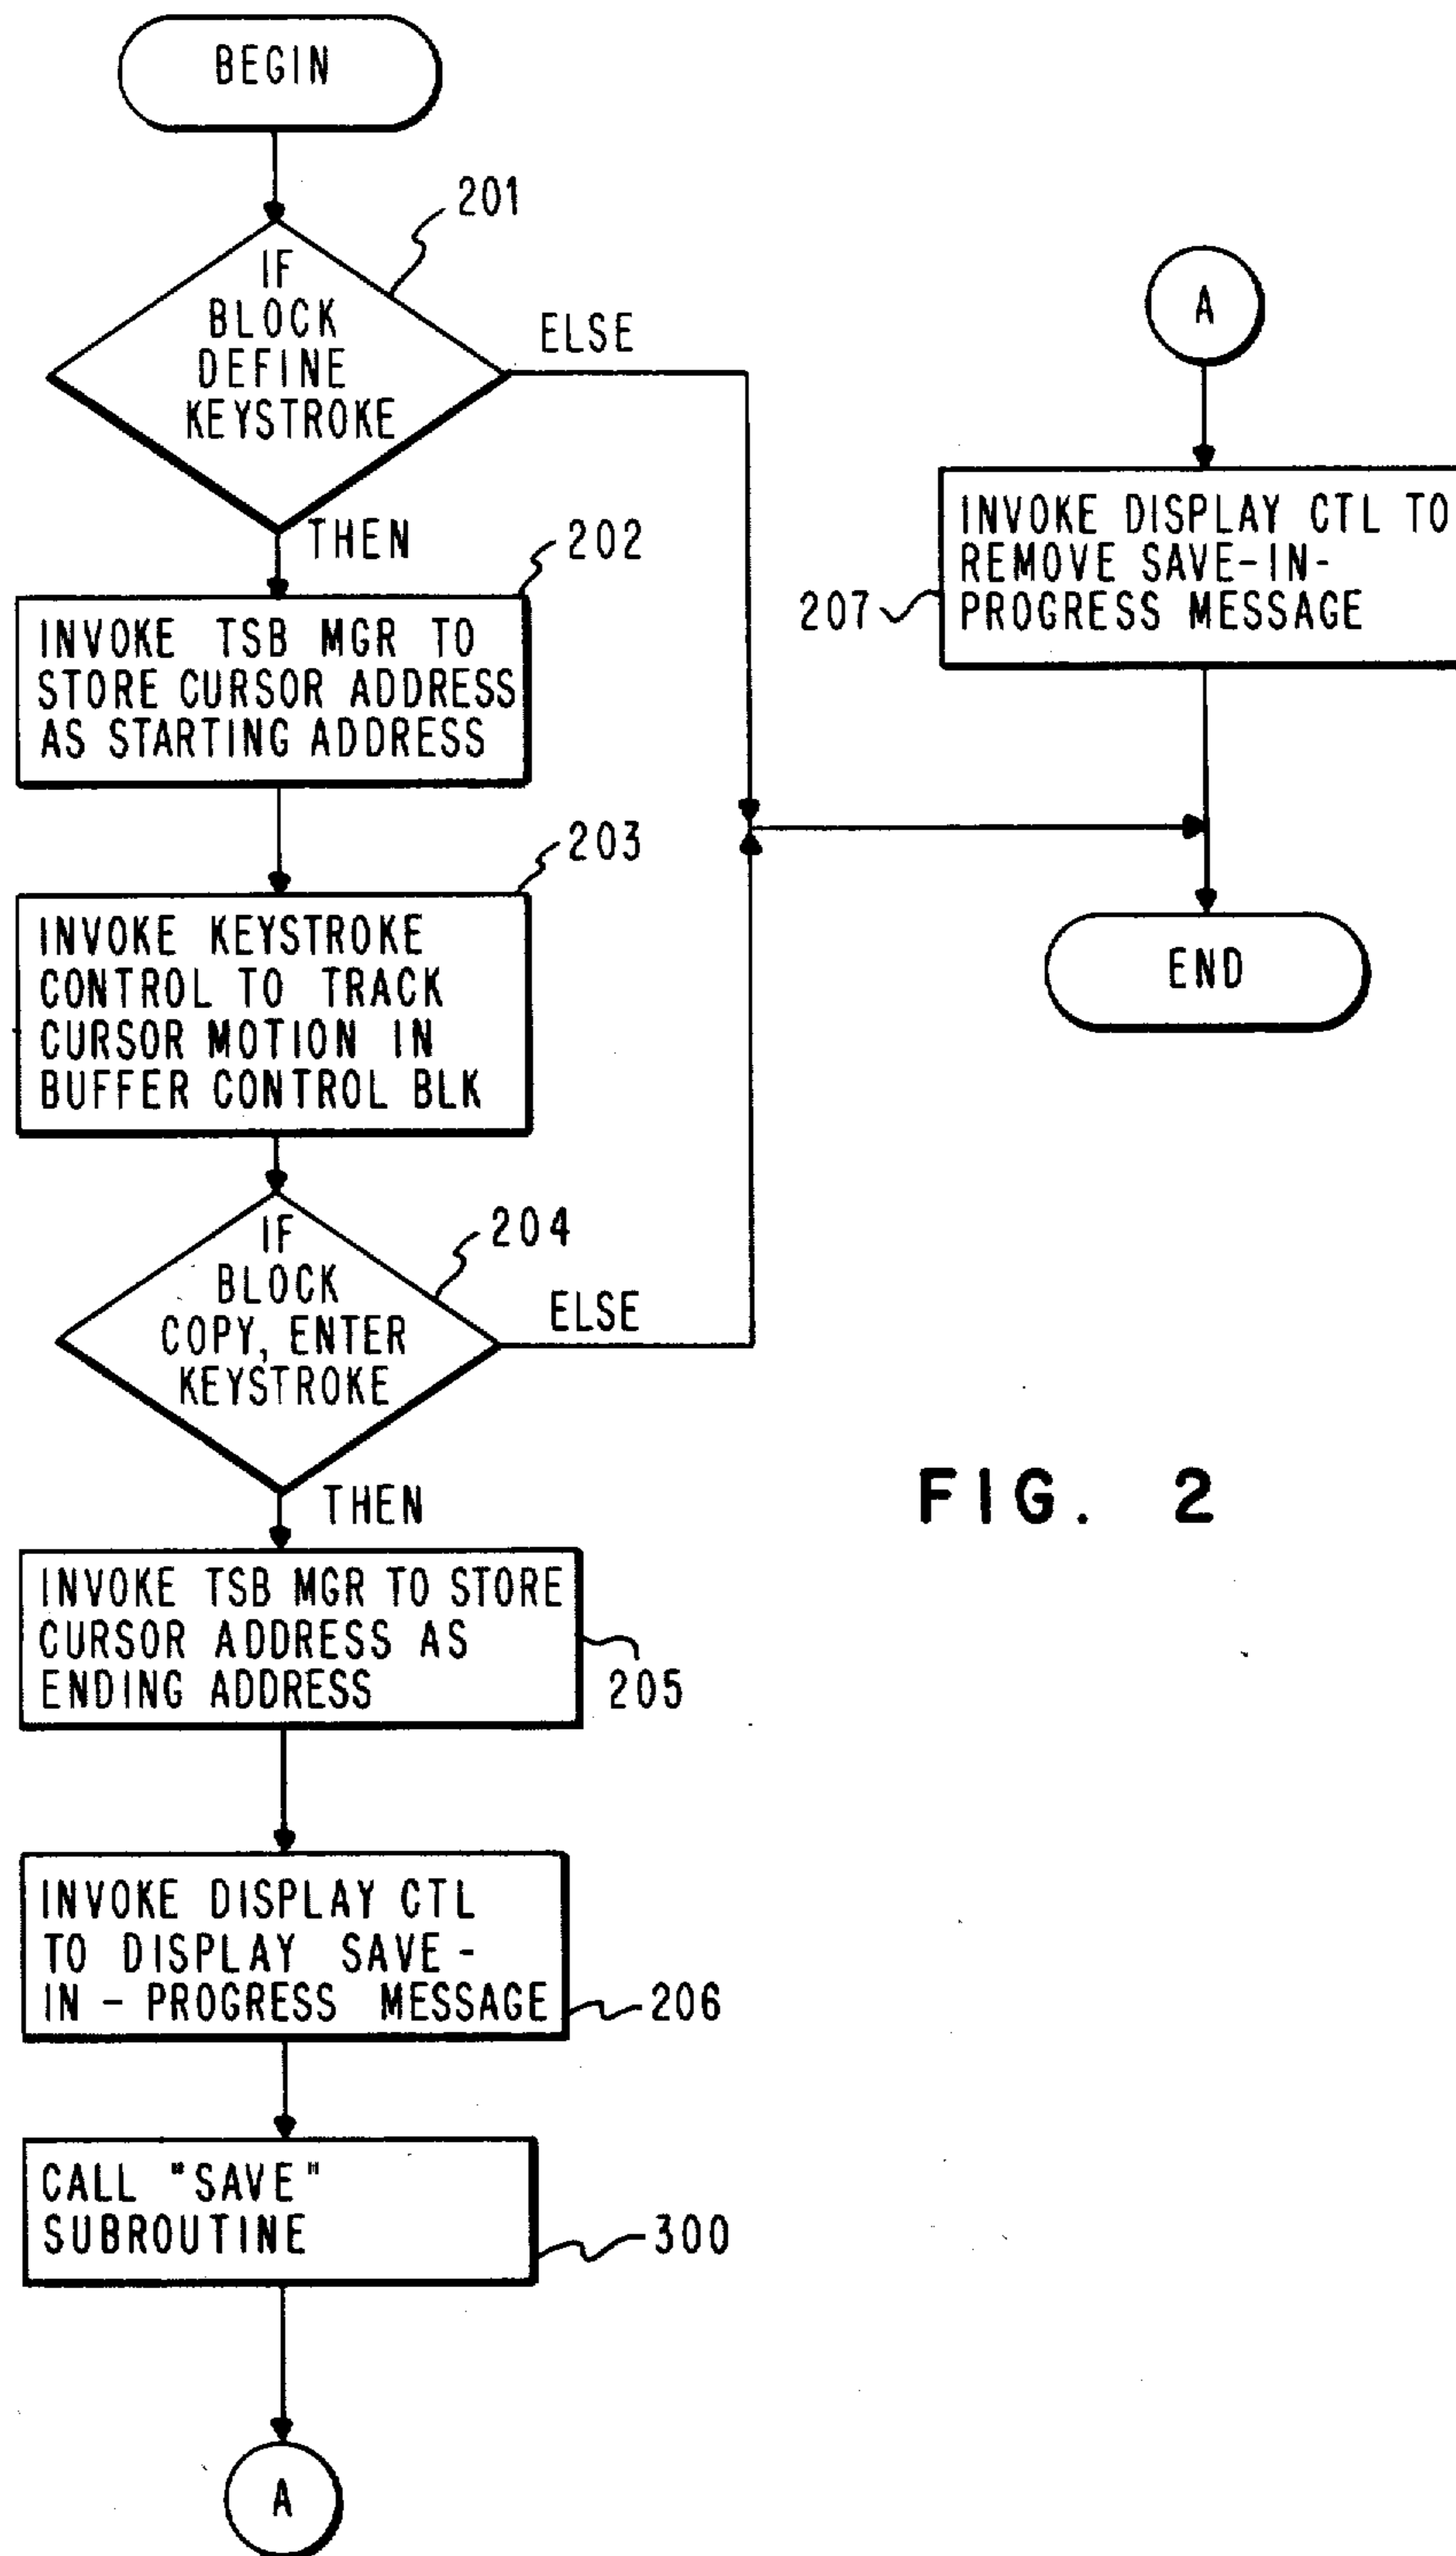 BEGIN
201
IF
BLOCK
DEFINE
KEYSTROKE
ELSE
THEN
202
INVOKE TSB MGR TO
STORE CURSOR ADDRESS
AS STARTING ADDRESS
203
INVOKE KEYSTROKE
CONTROL TO TRACK
CURSOR MOTION IN
BUFFER CONTROL BLK
IF
BLOCK
COPY, ENTER
KEYSTROKE
204
ELSE
THEN
INVOKE TSB MGR TO STORE
CURSOR ADDRESS AS
ENDING ADDRESS
205
INVOKE DISPLAY CTL
TO DISPLAY SAVE-
IN-PROGRESS MESSAGE
206
CALL "SAVE"
SUBROUTINE
300
A
A
INVOKE DISPLAY CTL TO
REMOVE SAVE-IN-
PROGRESS MESSAGE
207
END
FIG. 2